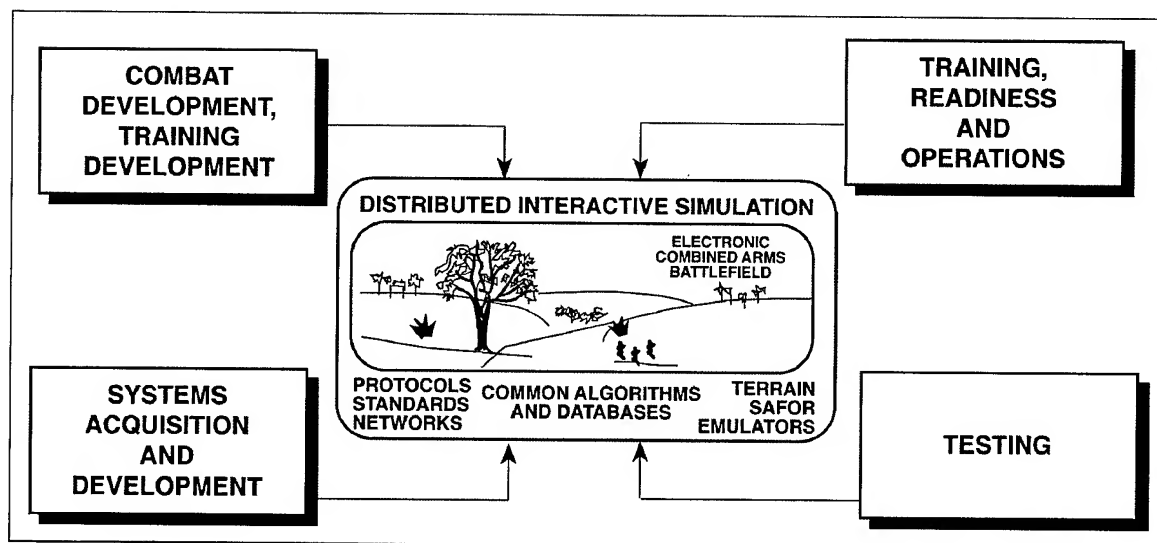 COMBAT
DEVELOPMENT,
TRAINING
DEVELOPMENT
TRAINING,
READINESS
AND
OPERATIONS
DISTRIBUTED INTERACTIVE SIMULATION
ELECTRONIC
COMBINED ARMS
BATTLEFIELD
PROTOCOLS
STANDARDS
NETWORKS
COMMON ALGORITHMS
AND DATABASES
TERRAIN
SAFOR
EMULATORS
SYSTEMS
ACQUISITION
AND
DEVELOPMENT
TESTING